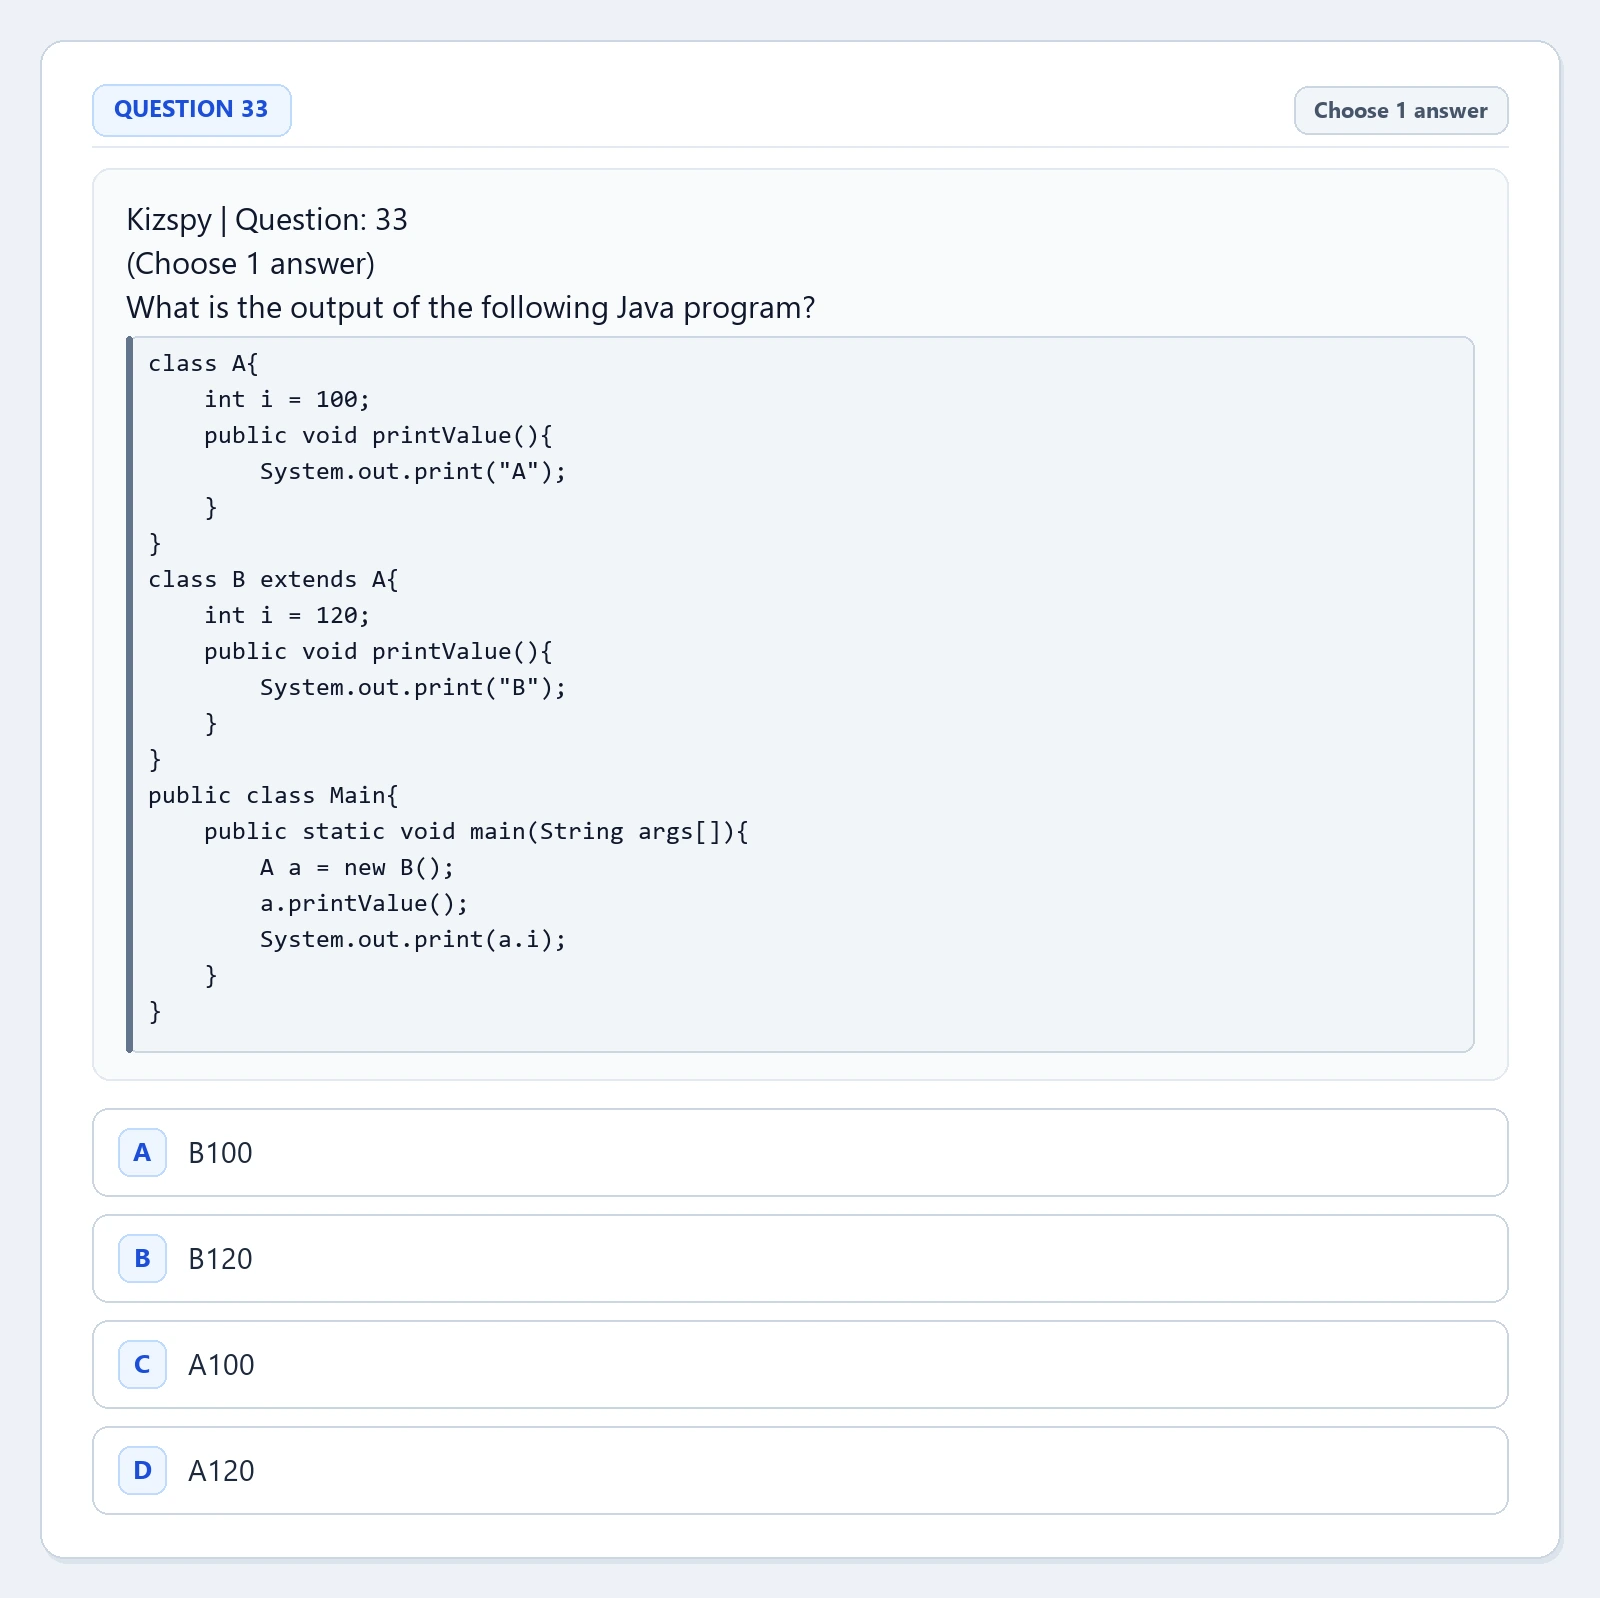 QUESTION 33
Choose 1 answer
Kizspy | Question: 33
(Choose 1 answer)
What is the output of the following Java program?
class A{
    int i = 100;
    public void printValue(){
        System.out.print("A");
    }
}
class B extends A{
    int i = 120;
    public void printValue(){
        System.out.print("B");
    }
}
public class Main{
    public static void main(String args[]){
        A a = new B();
        a.printValue();
        System.out.print(a.i);
    }
}
A B100
B B120
C A100
D A120